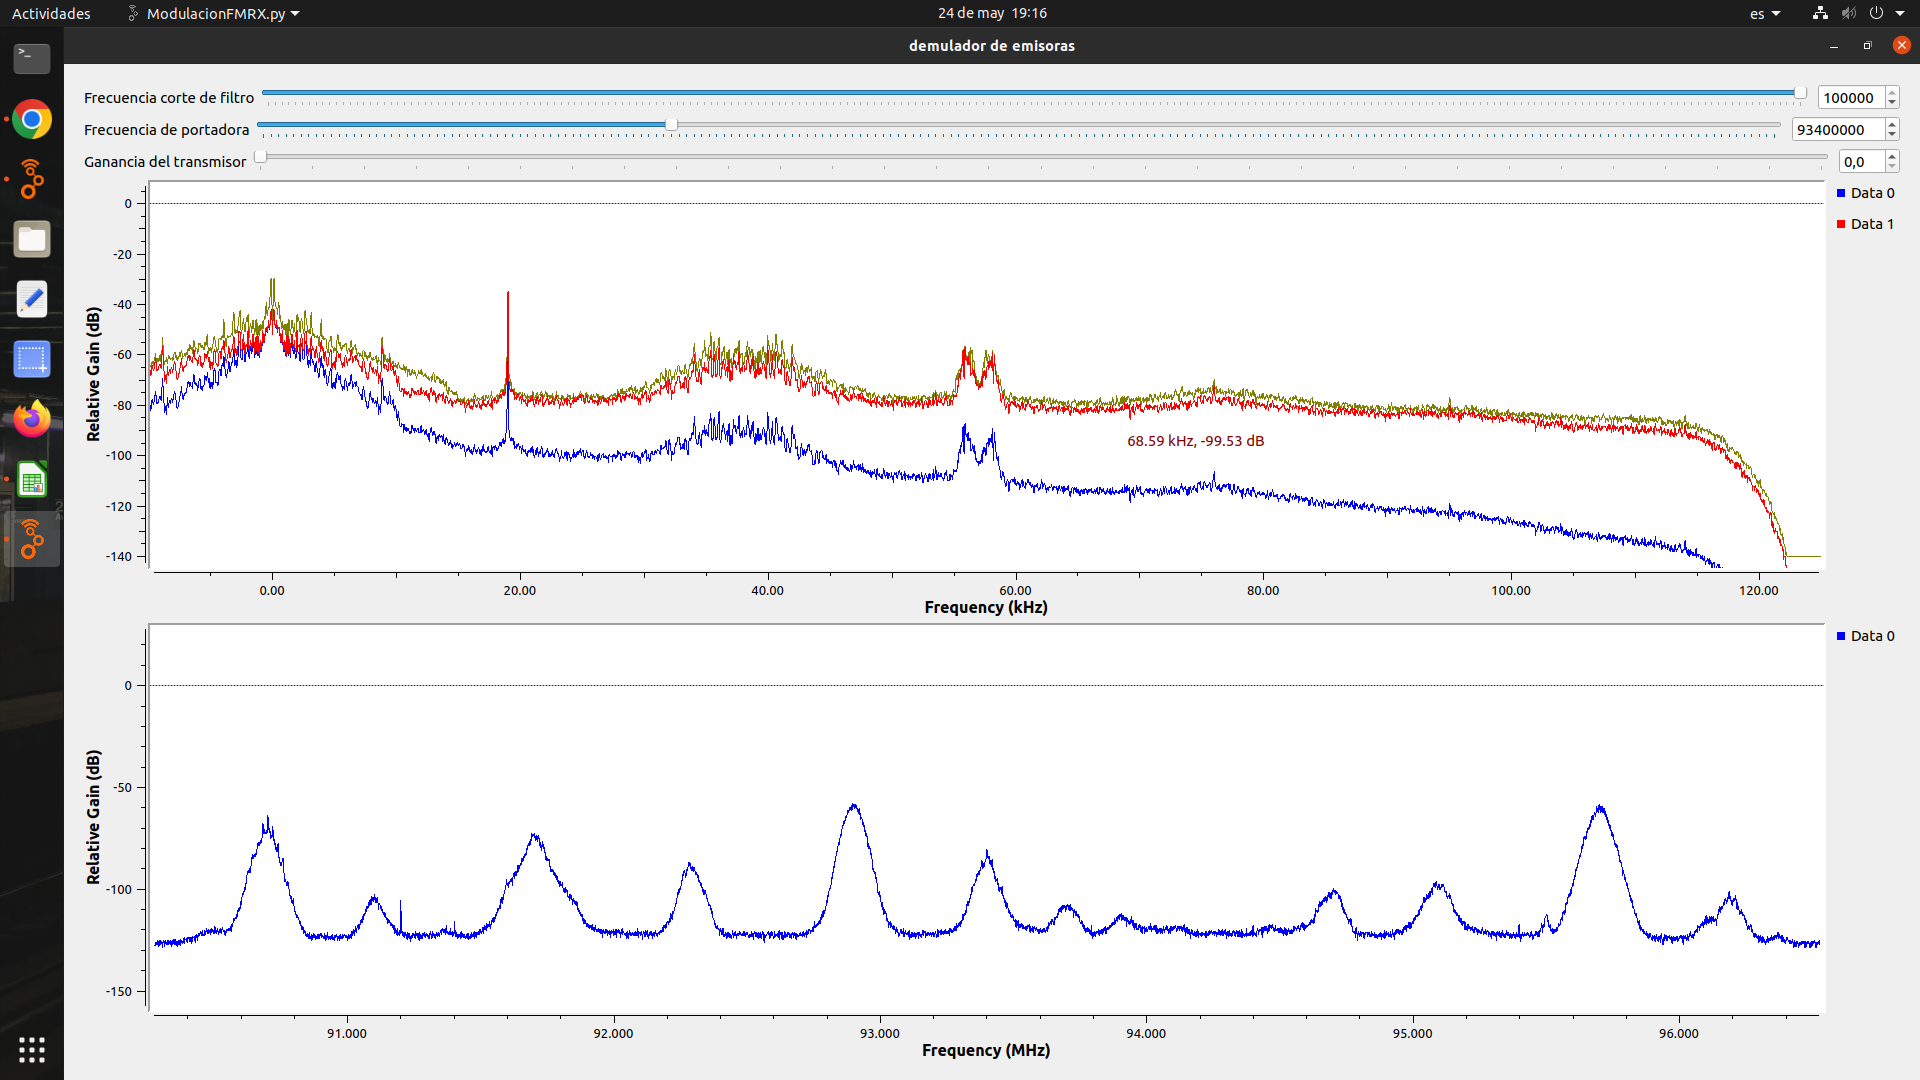 Actividades
ModulacionFMRX.py
24 de may 19:16
es
demulador de emisoras
Frecuencia corte de filtro
100000
Frecuencia de portadora
93400000
Ganancia del transmisor
0,0
Data 0
Data 1
Relative Gain (dB)
0
-20
-40
-60
-80
-100
-120
-140
68.59 kHz, -99.53 dB
0.00
20.00
40.00
60.00
80.00
100.00
120.00
Frequency (kHz)
Data 0
Relative Gain (dB)
0
-50
-100
-150
91.000
92.000
93.000
94.000
95.000
96.000
Frequency (MHz)